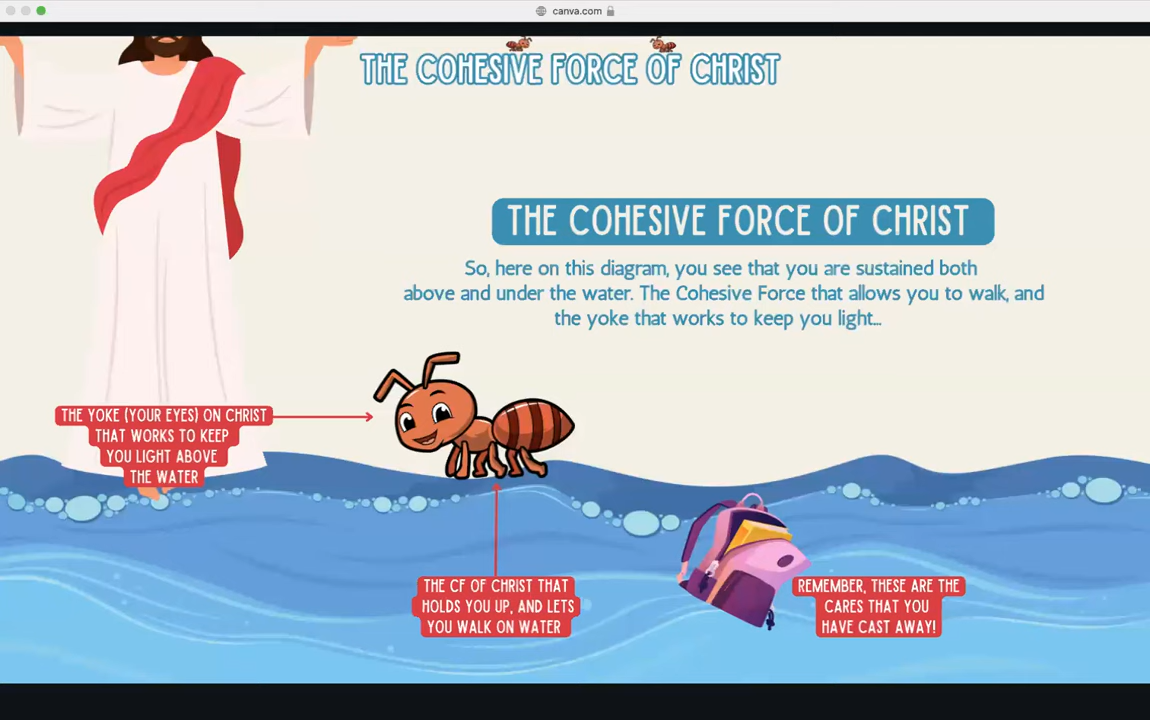 canva.com
THE COHESIVE FORCE OF CHRIST
THE COHESIVE FORCE OF CHRIST
So, here on this diagram, you see that you are sustained both
above and under the water. The Cohesive Force that allows you to walk, and
the yoke that works to keep you light...
THE YOKE (YOUR EYES) ON CHRIST
THAT WORKS TO KEEP
YOU LIGHT ABOVE
THE WATER
THE CF OF CHRIST THAT
HOLDS YOU UP, AND LETS
YOU WALK ON WATER
REMEMBER, THESE ARE THE
CARES THAT YOU
HAVE CAST AWAY!